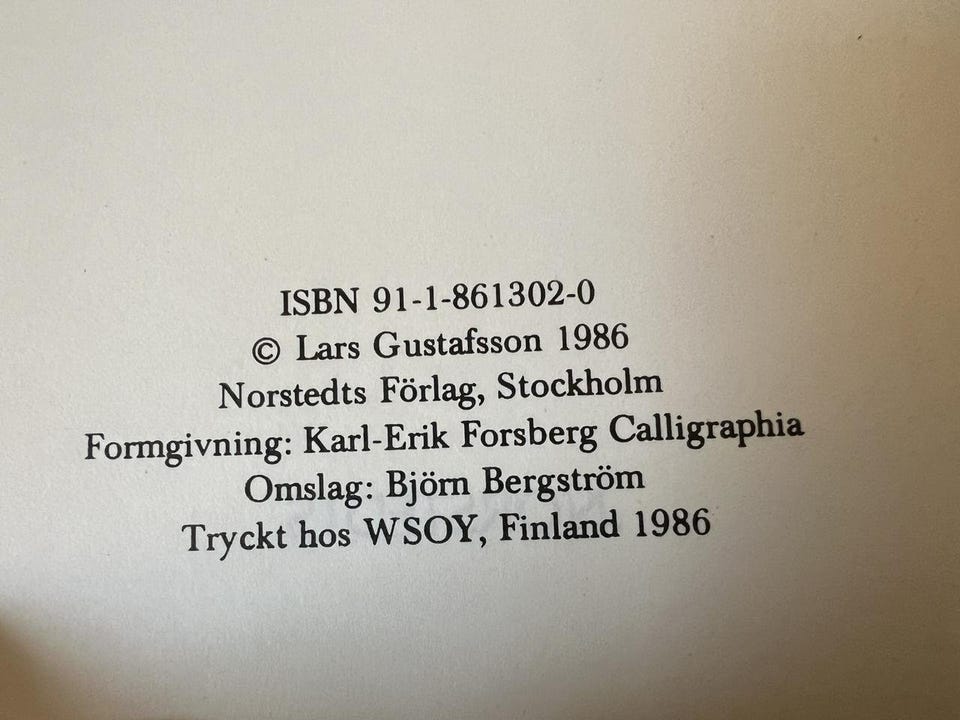 ISBN 91-1-861302-0
© Lars Gustafsson 1986
Norstedts Förlag, Stockholm
Formgivning: Karl-Erik Forsberg Calligraphia
Omslag: Björn Bergström
Tryckt hos WSOY, Finland 1986